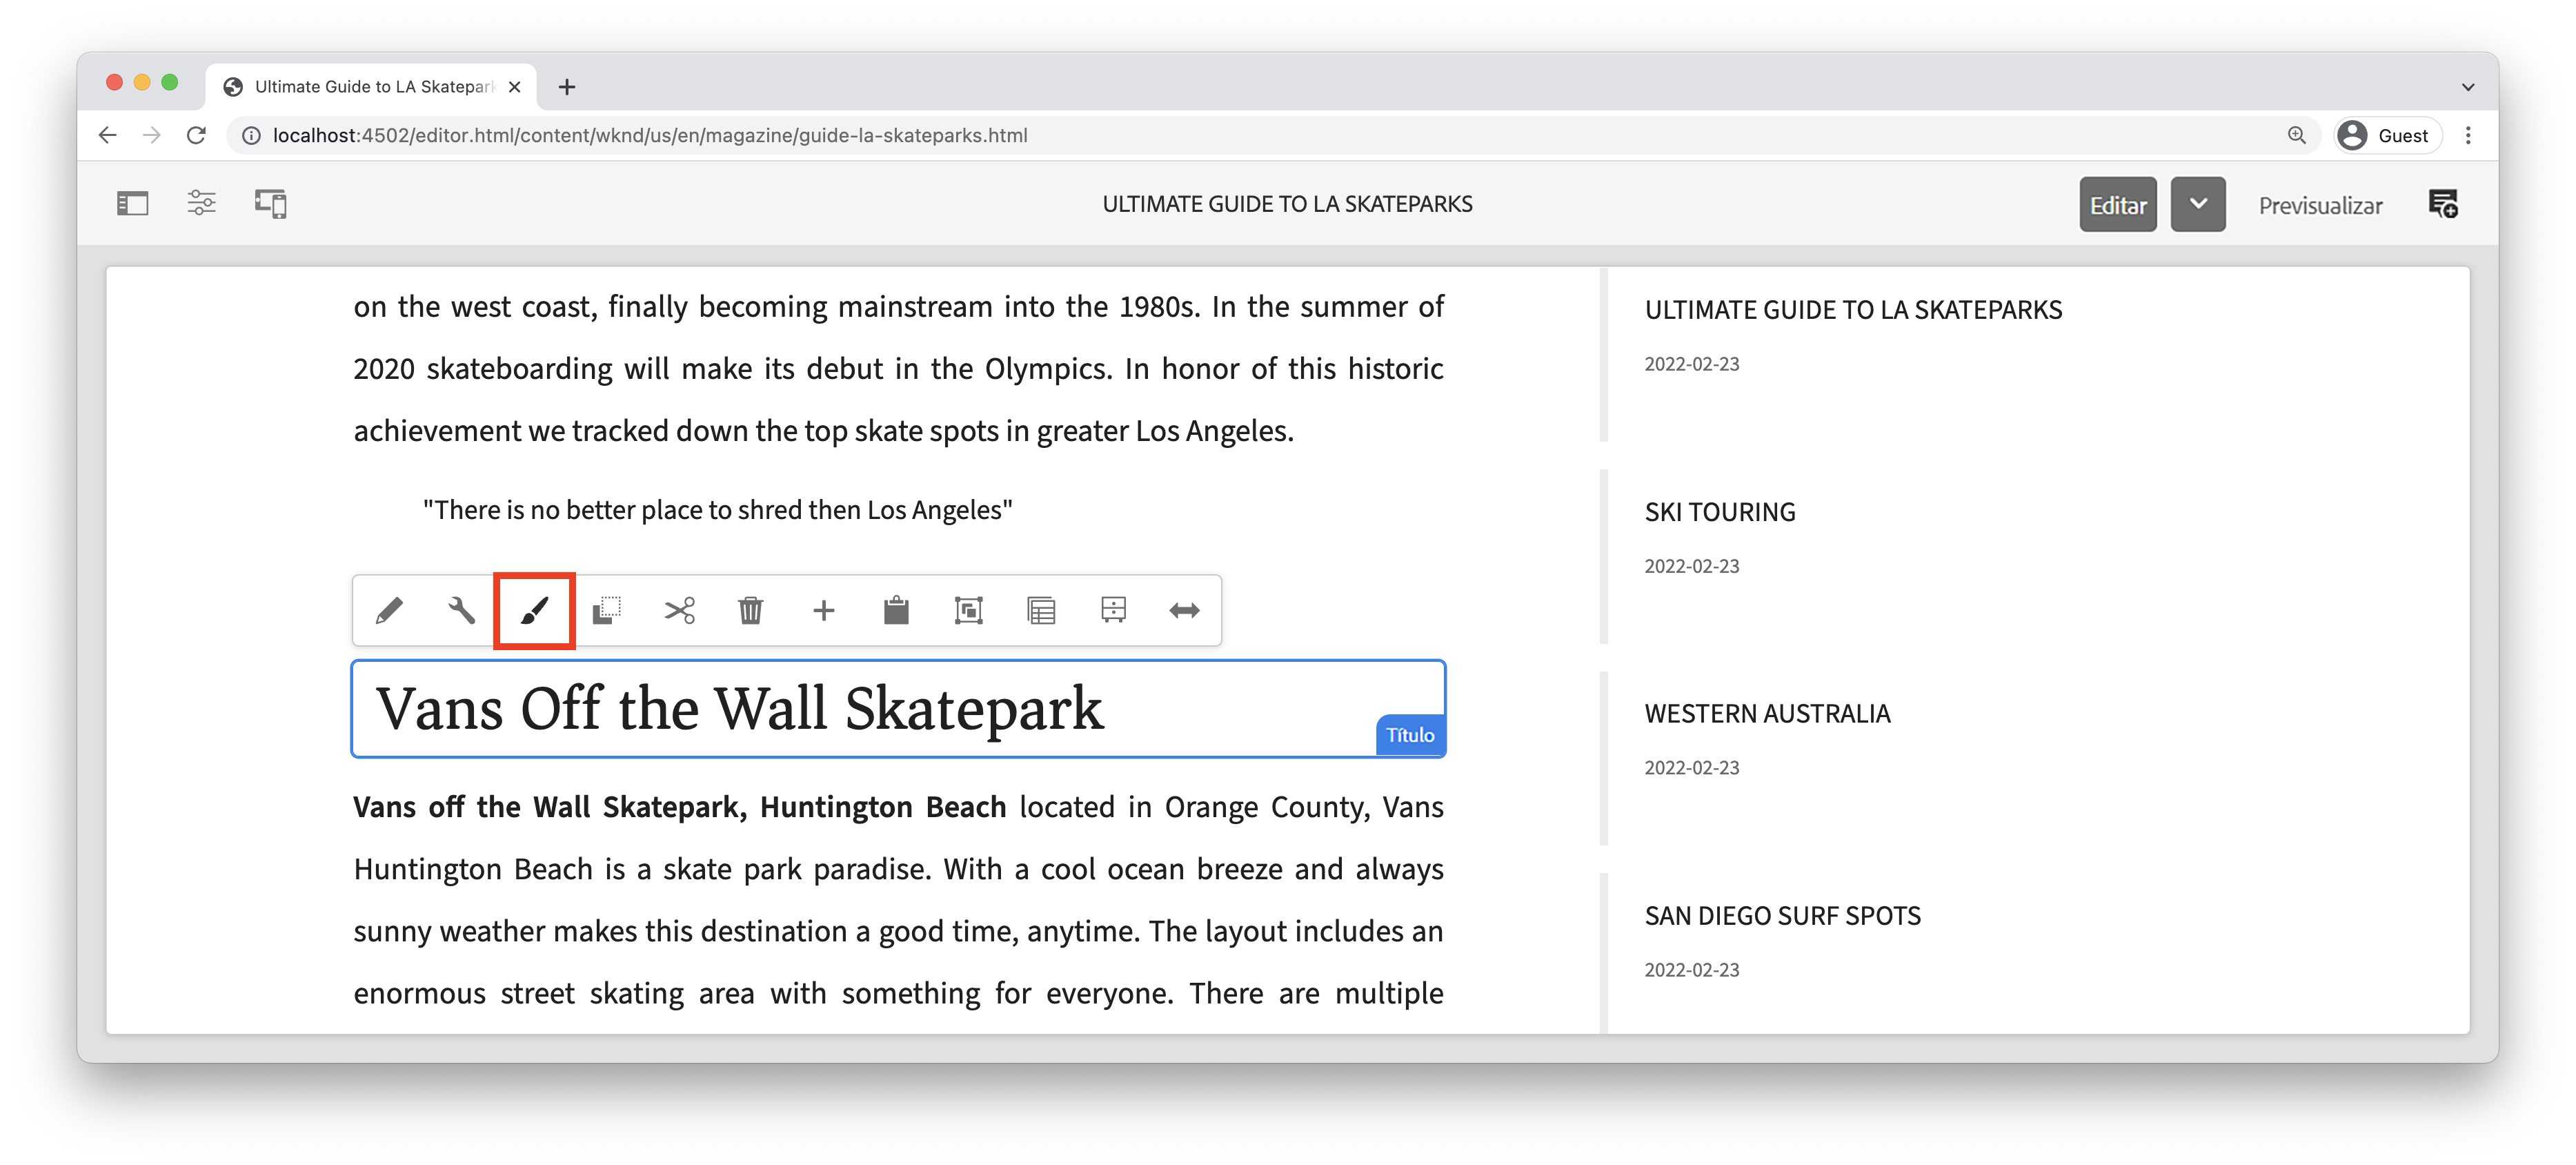 Ultimate Guide to LA Skatepark
localhost:4502/editor.html/content/wknd/us/en/magazine/guide-la-skateparks.html
Guest
ULTIMATE GUIDE TO LA SKATEPARKS
Editar
Previsualizar
on the west coast, finally becoming mainstream into the 1980s. In the summer of
2020 skateboarding will make its debut in the Olympics. In honor of this historic
achievement we tracked down the top skate spots in greater Los Angeles.
"There is no better place to shred then Los Angeles"
Vans Off the Wall Skatepark
Título
Vans off the Wall Skatepark, Huntington Beach located in Orange County, Vans
Huntington Beach is a skate park paradise. With a cool ocean breeze and always
sunny weather makes this destination a good time, anytime. The layout includes an
enormous street skating area with something for everyone. There are multiple
ULTIMATE GUIDE TO LA SKATEPARKS
2022-02-23
SKI TOURING
2022-02-23
WESTERN AUSTRALIA
2022-02-23
SAN DIEGO SURF SPOTS
2022-02-23